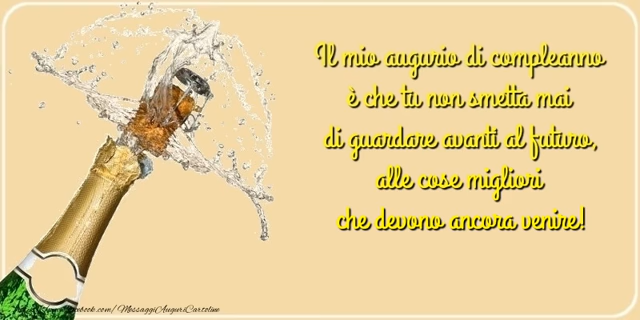 Il mio augurio di compleanno
è che tu non smetta mai
di guardare avanti al futuro,
alle cose migliori
che devono ancora venire!
facebook.com/MessaggiAuguriCartoline